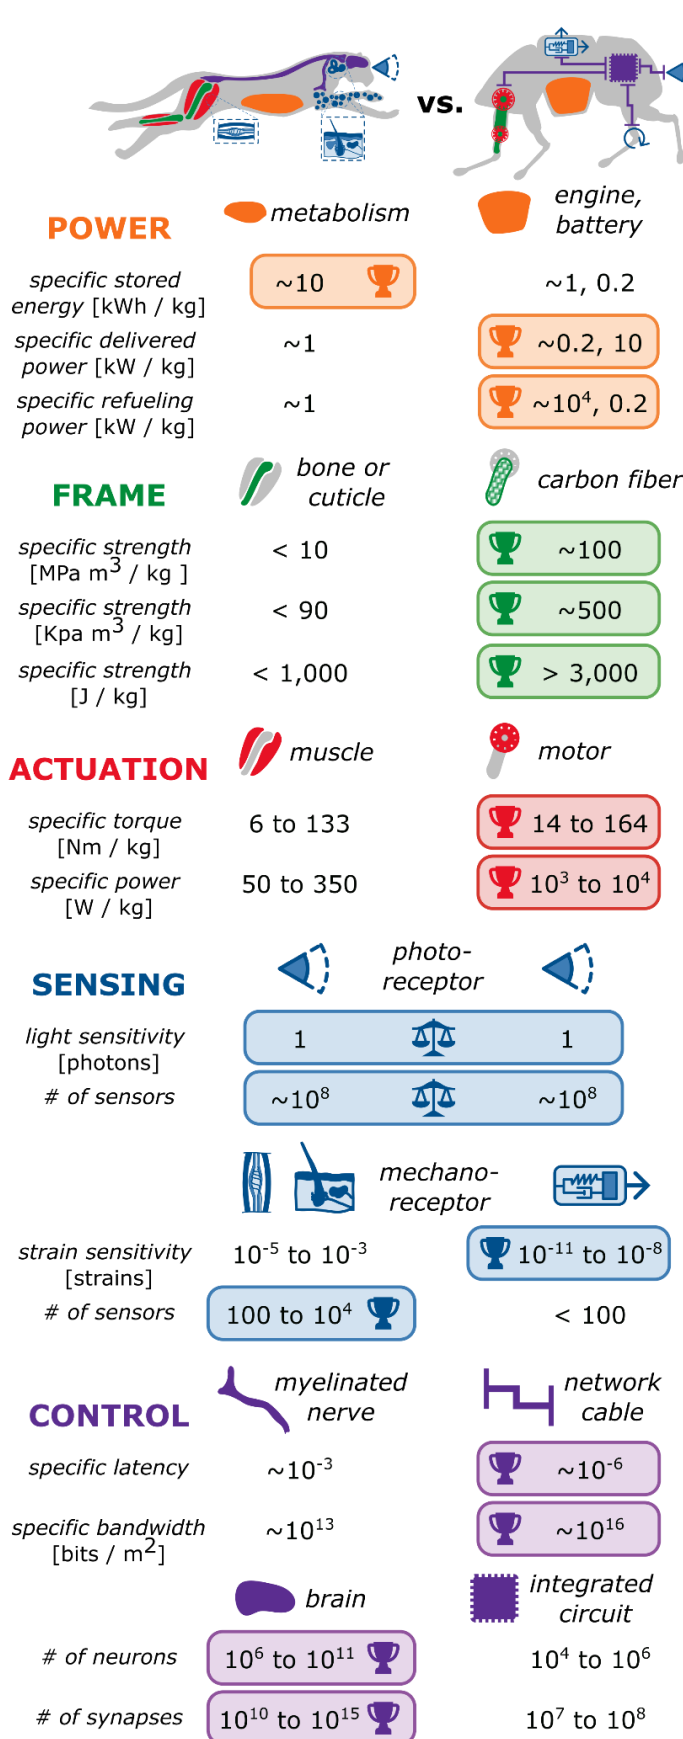 vs.
POWER
metabolism
engine,
battery
specific stored
energy [kWh / kg]
~10
~1, 0.2
specific delivered
power [kW / kg]
~1
~0.2, 10
specific refueling
power [kW / kg]
~1
~10⁴, 0.2
FRAME
bone or
cuticle
carbon fiber
specific strength
[MPa m³ / kg ]
< 10
~100
specific strength
[Kpa m³ / kg]
< 90
~500
specific strength
[J / kg]
< 1,000
> 3,000
ACTUATION
muscle
motor
specific torque
[Nm / kg]
6 to 133
14 to 164
specific power
[W / kg]
50 to 350
10³ to 10⁴
SENSING
photo-
receptor
light sensitivity
[photons]
1
1
# of sensors
~10⁸
~10⁸
mechano-
receptor
strain sensitivity
[strains]
10⁻⁵ to 10⁻³
10⁻¹¹ to 10⁻⁸
# of sensors
100 to 10⁴
< 100
CONTROL
myelinated
nerve
network
cable
specific latency
~10⁻³
~10⁻⁶
specific bandwidth
[bits / m²]
~10¹³
~10¹⁶
brain
integrated
circuit
# of neurons
10⁶ to 10¹¹
10⁴ to 10⁶
# of synapses
10¹⁰ to 10¹⁵
10⁷ to 10⁸